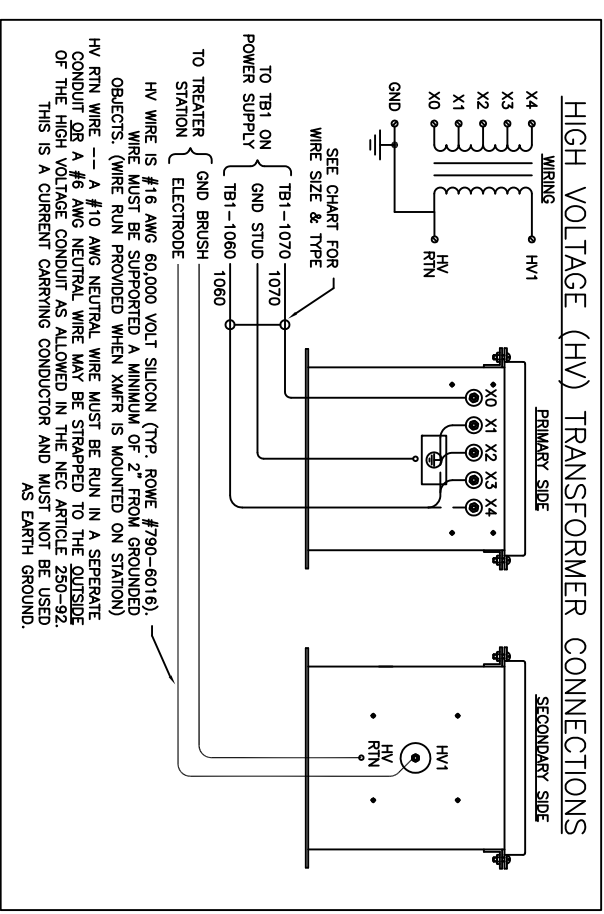 HIGH VOLTAGE (HV) TRANSFORMER CONNECTIONS
WIRING
X4
X3
X2
X1
X0
GND
HV1
HV
RTN
PRIMARY SIDE
X0
X1
X2
X3
X4
SECONDARY SIDE
HV1
HV
RTN
SEE CHART FOR
WIRE SIZE & TYPE
TO TB1 ON
POWER SUPPLY
TB1-1070
GND STUD
TB1-1060
1070
1060
TO TREATER
STATION
GND BRUSH
ELECTRODE
HV WIRE IS #16 AWG 60,000 VOLT SILICON (TYP. ROWE #790-6016).
WIRE MUST BE SUPPORTED A MINIMUM OF 2" FROM GROUNDED
OBJECTS. (WIRE RUN PROVIDED WHEN XMFR IS MOUNTED ON STATION)
HV RTN WIRE -- A #10 AWG NEUTRAL WIRE MUST BE RUN IN A SEPERATE
CONDUIT OR A #6 AWG NEUTRAL WIRE MAY BE STRAPPED TO THE OUTSIDE
OF THE HIGH VOLTAGE CONDUIT AS ALLOWED IN THE NEC ARTICLE 250-92.
THIS IS A CURRENT CARRYING CONDUCTOR AND MUST NOT BE USED
AS EARTH GROUND.